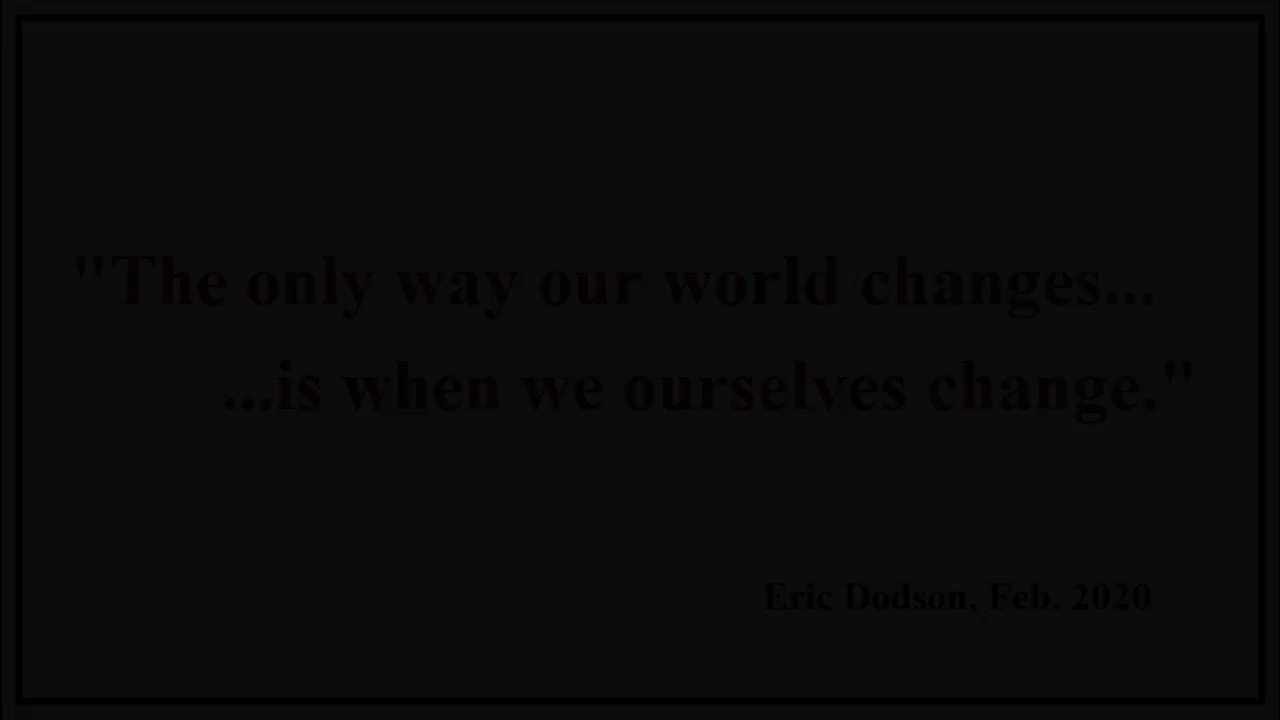 "The only way our world changes...
...is when we ourselves change."
Eric Dodson, Feb. 2020